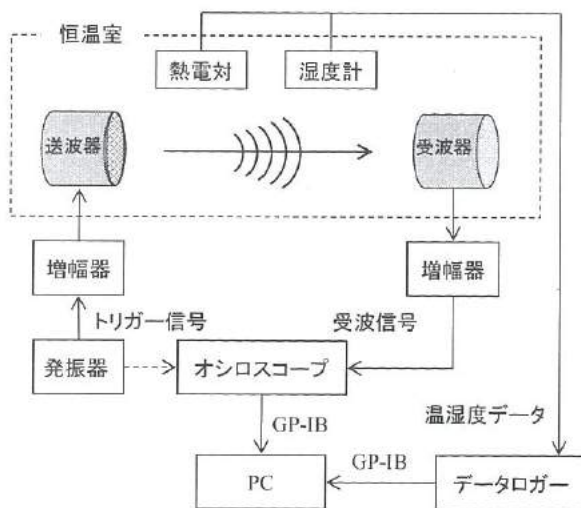 恒温室
熱電対
湿度計
送波器
受波器
増幅器
増幅器
トリガー信号
受波信号
発振器
オシロスコープ
温湿度データ
GP-IB
GP-IB
PC
データロガー